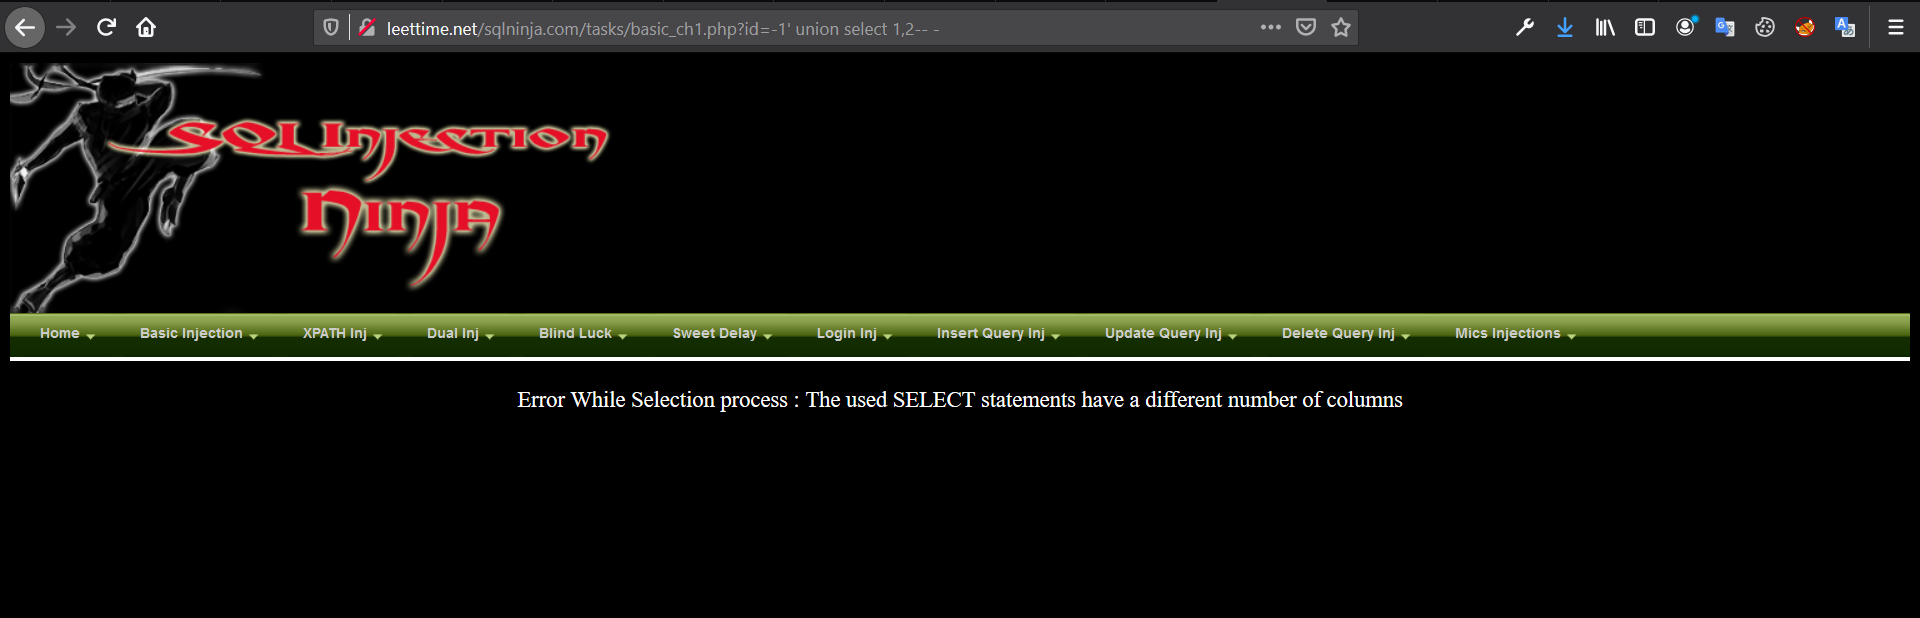 leettime.net/sqlninja.com/tasks/basic_ch1.php?id=-1' union select 1,2-- -
SQL Injection
Ninja
Home Basic Injection XPATH Inj Dual Inj Blind Luck Sweet Delay Login Inj Insert Query Inj Update Query Inj Delete Query Inj Mics Injections
Error While Selection process : The used SELECT statements have a different number of columns